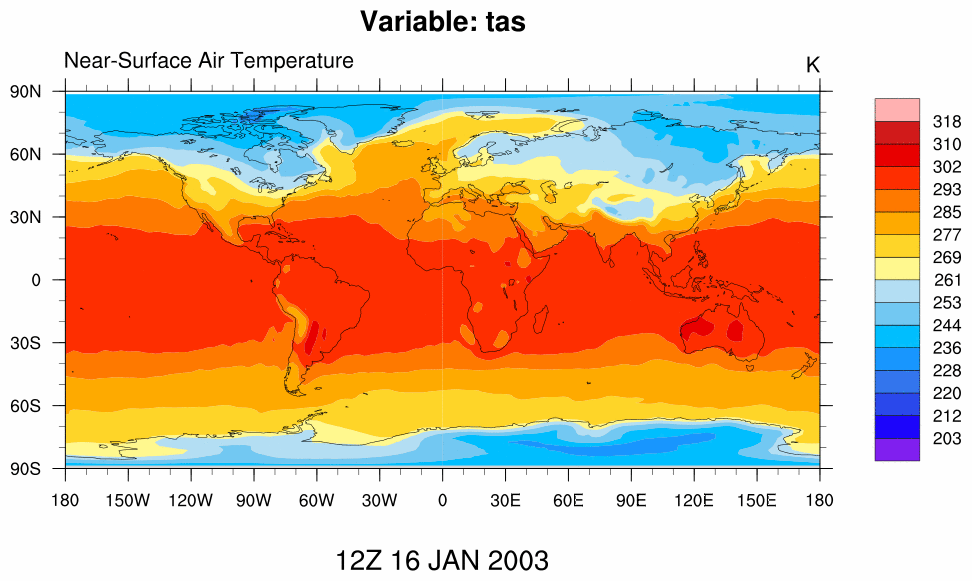 Variable: tas
Near-Surface Air Temperature K
90N
60N
30N
0
30S
60S
90S
180 150W 120W 90W 60W 30W 0 30E 60E 90E 120E 150E 180
318
310
302
293
285
277
269
261
253
244
236
228
220
212
203
12Z 16 JAN 2003